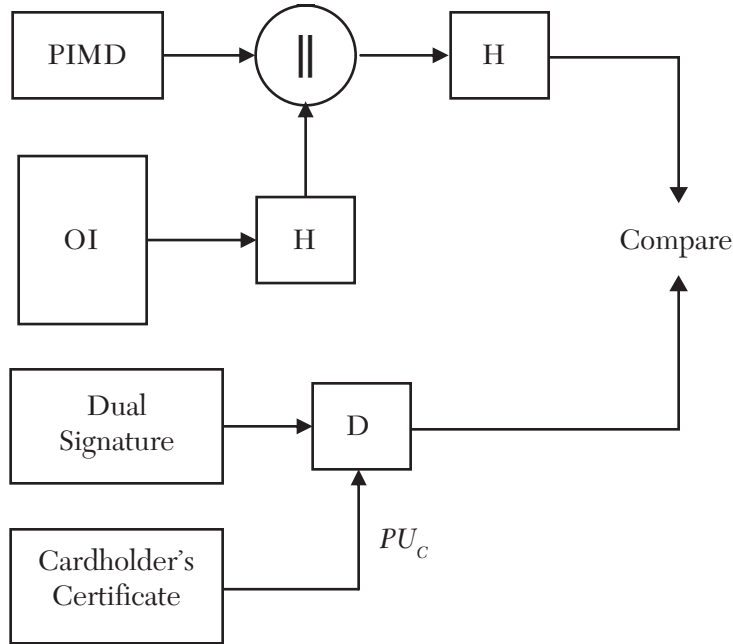 PIMD
||
H
OI
H
Compare
Dual
Signature
D
PU_C
Cardholder's
Certificate